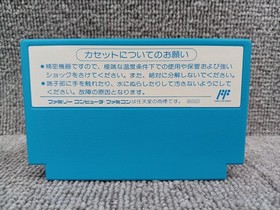 カセットについてのお願い
●精密機器ですので、極端な温度条件下での使用や保管および強い
ショックをさけてください。また、絶対に分解しないでください。
●端子部に手を触れたり、水にぬらしたりして汚さないようにして
ください。故障の原因となります。
ファミリーコンピュータ・ファミコンは任天堂の商標です。